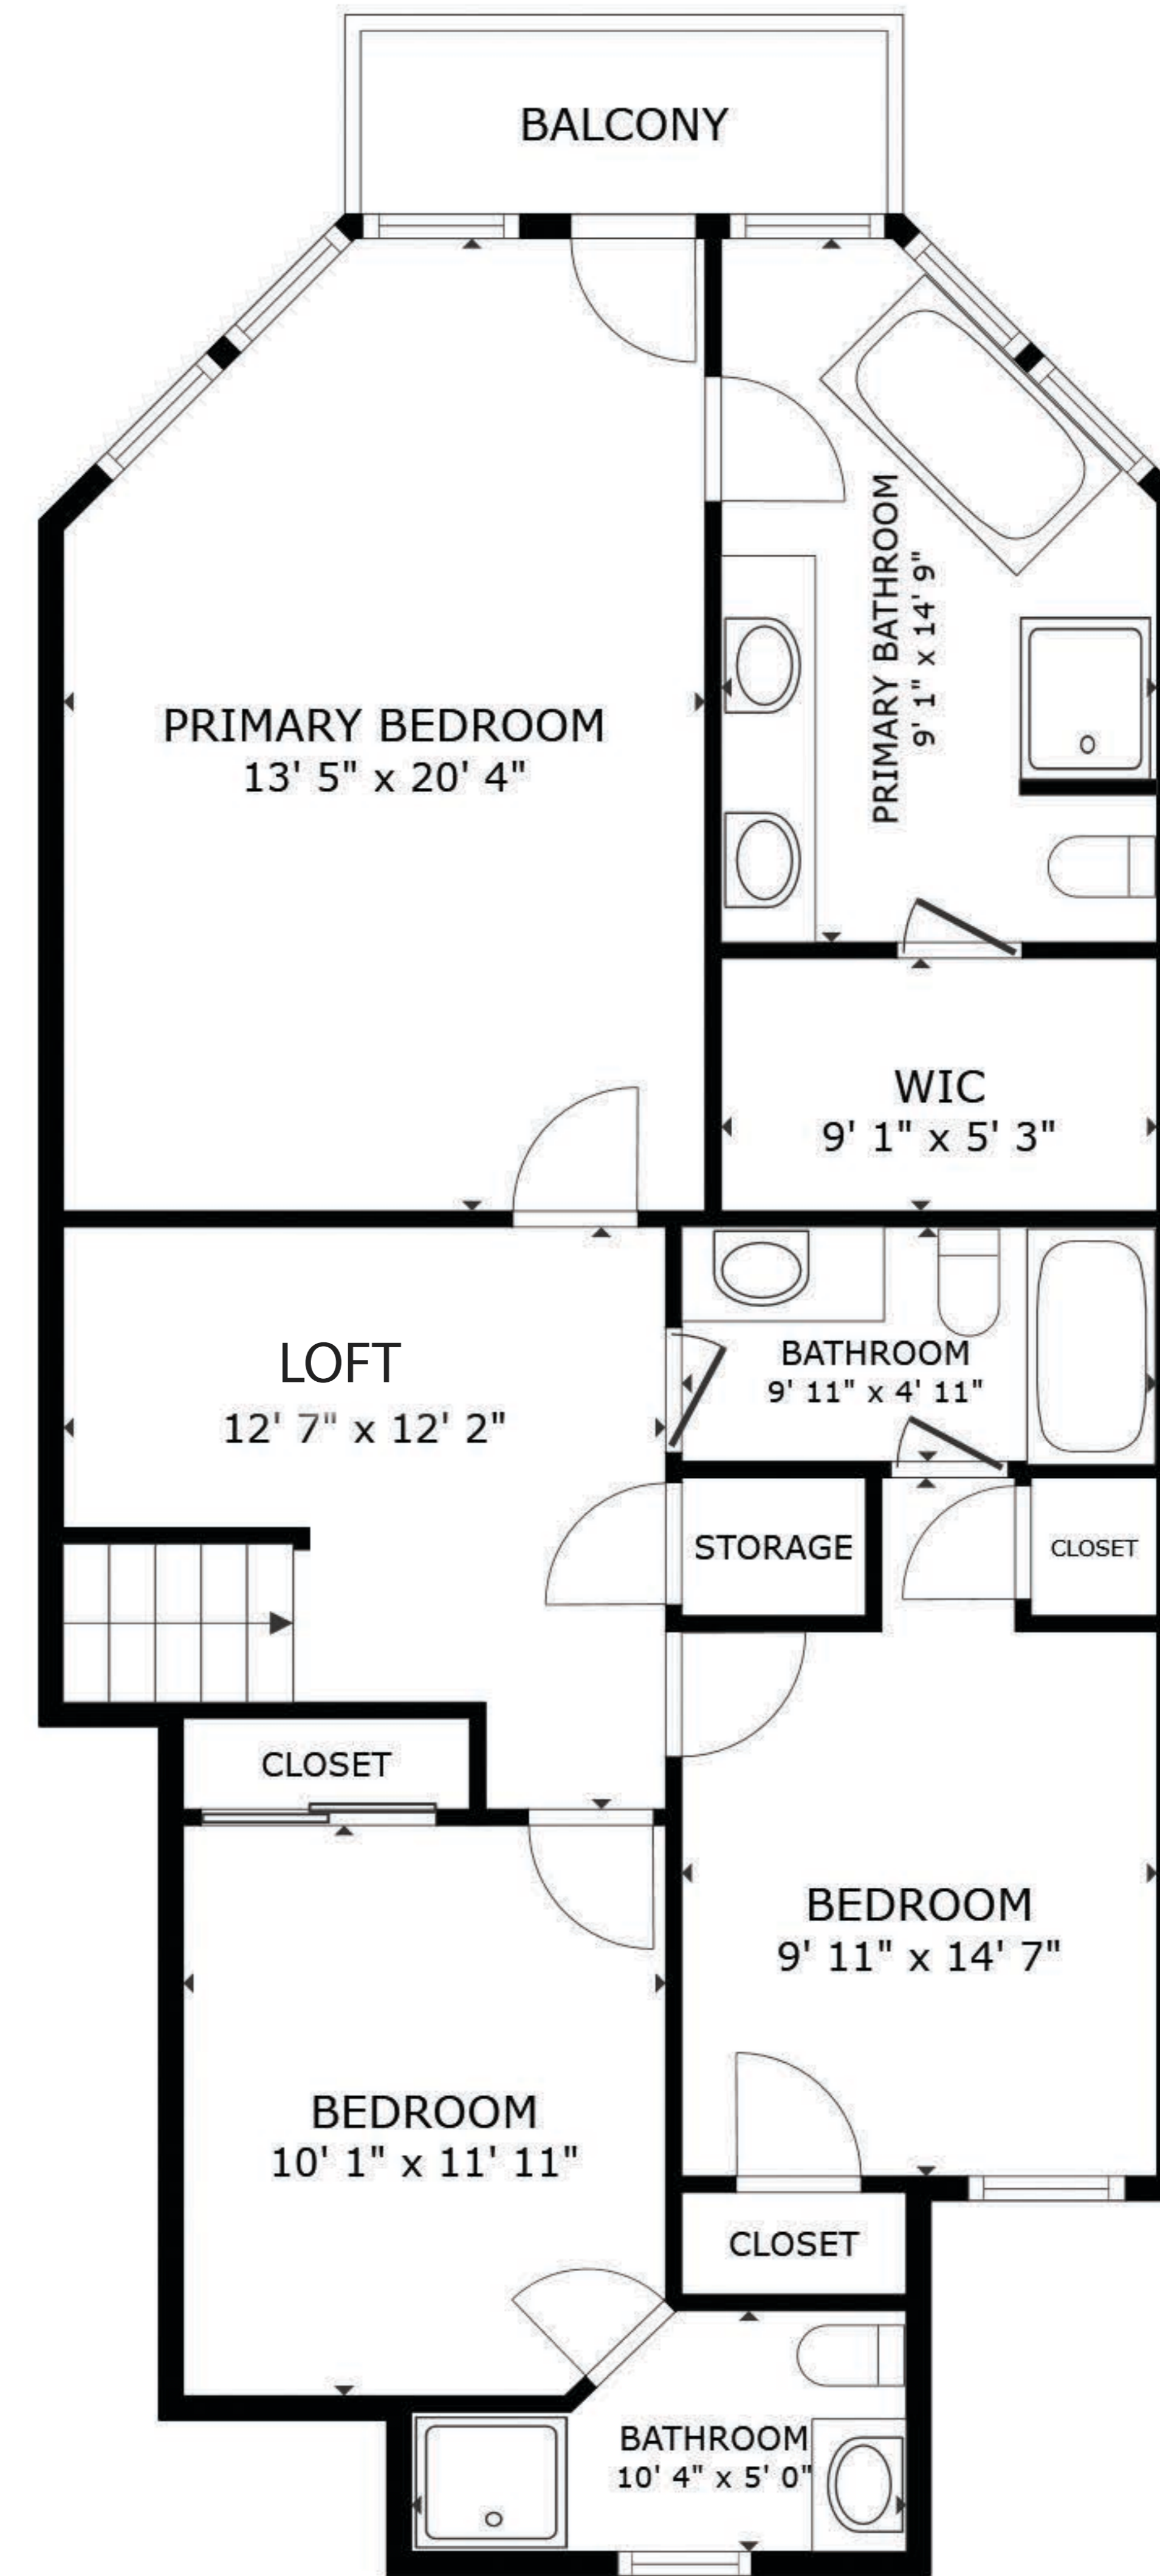 BALCONY
PRIMARY BEDROOM
13' 5" x 20' 4"
PRIMARY BATHROOM
9' 1" x 14' 9"
WIC
9' 1" x 5' 3"
LOFT
12' 7" x 12' 2"
BATHROOM
9' 11" x 4' 11"
STORAGE
CLOSET
CLOSET
BEDROOM
9' 11" x 14' 7"
BEDROOM
10' 1" x 11' 11"
CLOSET
BATHROOM
10' 4" x 5' 0"